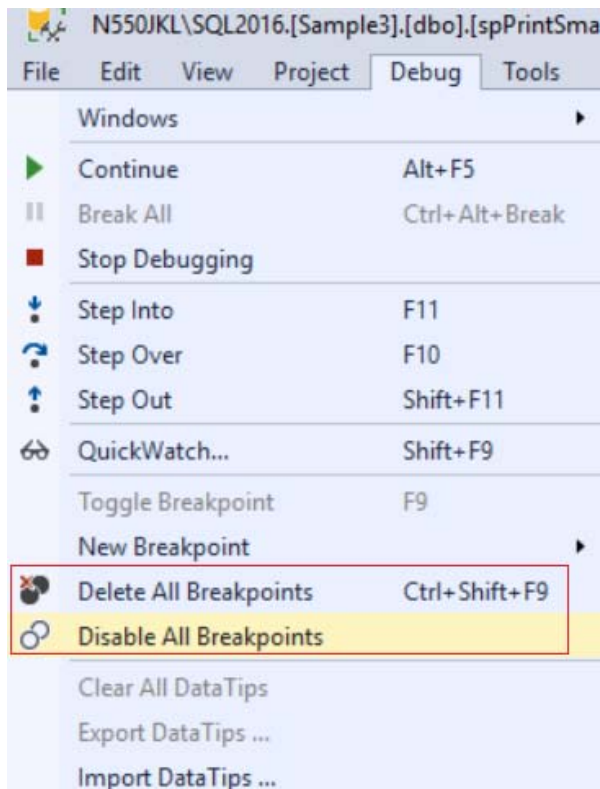 N550JKL\SQL2016.[Sample3].[dbo].[spPrintSma
File Edit View Project Debug Tools
Windows
Continue Alt+F5
Break All Ctrl+Alt+Break
Stop Debugging
Step Into F11
Step Over F10
Step Out Shift+F11
QuickWatch... Shift+F9
Toggle Breakpoint F9
New Breakpoint
Delete All Breakpoints Ctrl+Shift+F9
Disable All Breakpoints
Clear All DataTips
Export DataTips ...
Import DataTips ...